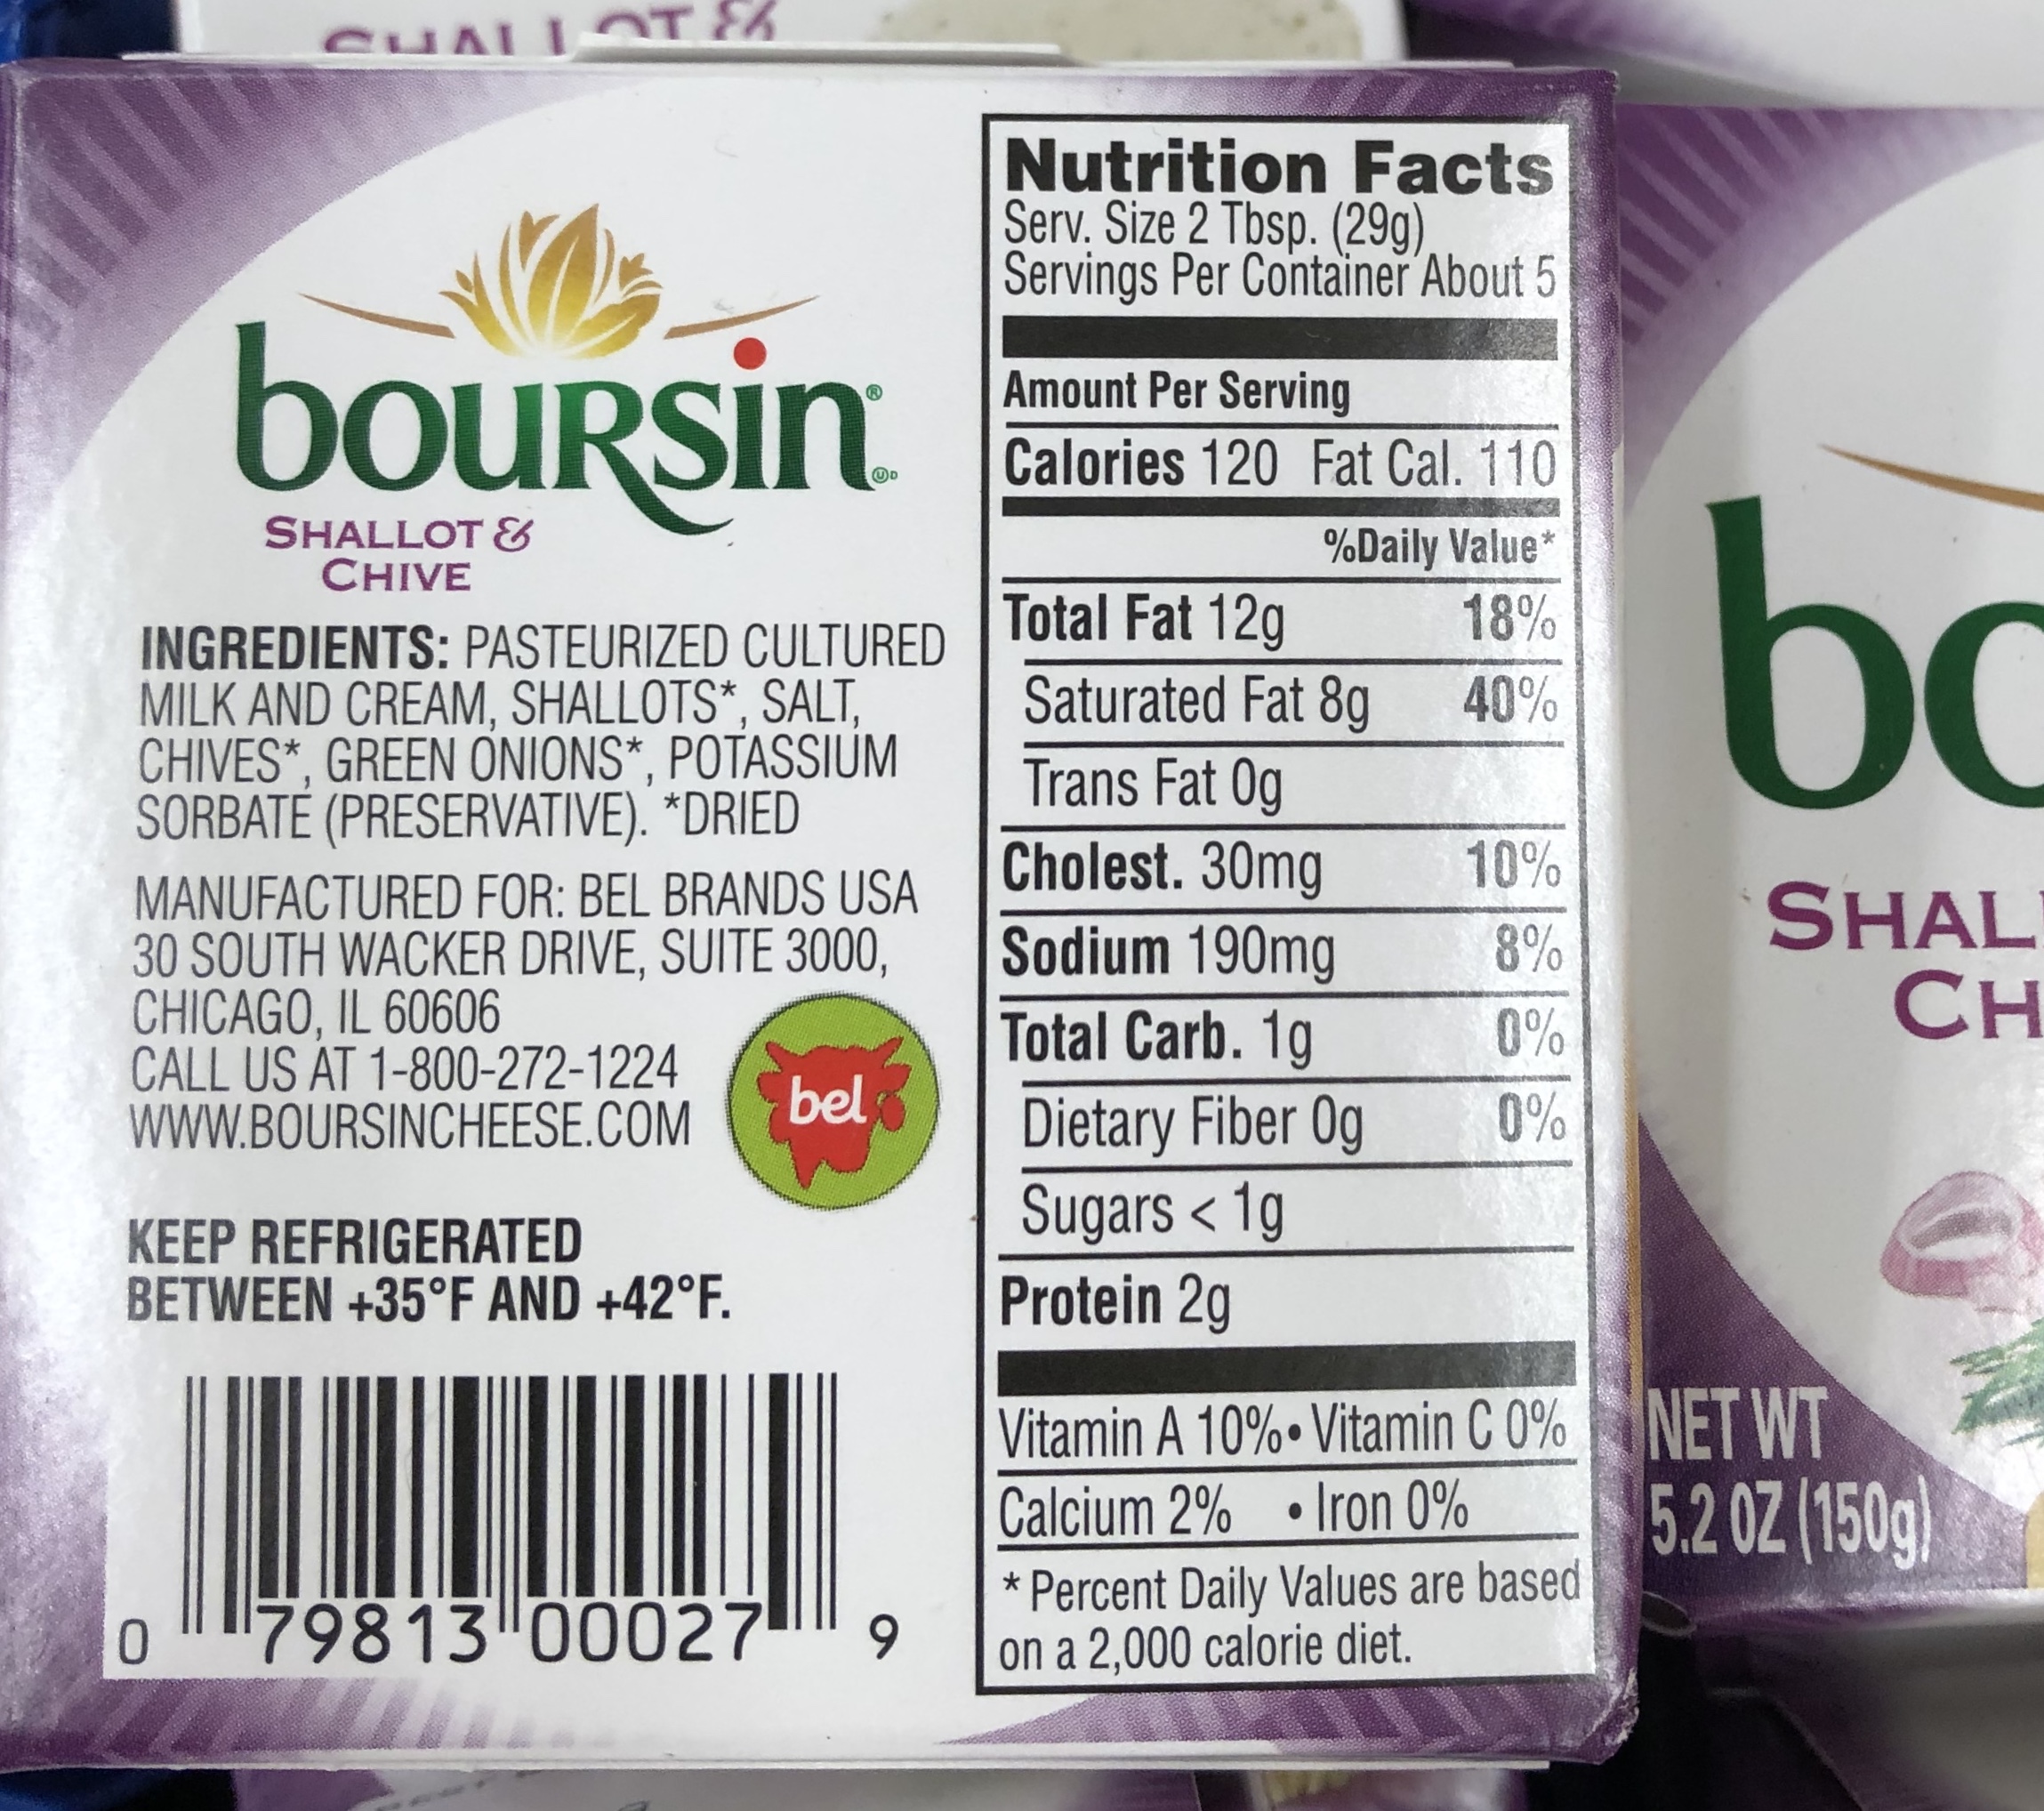 SHALLOT &
boursin®
SHALLOT &
CHIVE
INGREDIENTS: PASTEURIZED CULTURED
MILK AND CREAM, SHALLOTS*, SALT,
CHIVES*, GREEN ONIONS*, POTASSIUM
SORBATE (PRESERVATIVE). *DRIED
MANUFACTURED FOR: BEL BRANDS USA
30 SOUTH WACKER DRIVE, SUITE 3000,
CHICAGO, IL 60606
CALL US AT 1-800-272-1224
WWW.BOURSINCHEESE.COM
bel
KEEP REFRIGERATED
BETWEEN +35°F AND +42°F.
0 79813 00027 9
Nutrition Facts
Serv. Size 2 Tbsp. (29g)
Servings Per Container About 5
Amount Per Serving
Calories 120 Fat Cal. 110
%Daily Value*
Total Fat 12g 18%
Saturated Fat 8g 40%
Trans Fat 0g
Cholest. 30mg 10%
Sodium 190mg 8%
Total Carb. 1g 0%
Dietary Fiber 0g 0%
Sugars < 1g
Protein 2g
Vitamin A 10% • Vitamin C 0%
Calcium 2% • Iron 0%
* Percent Daily Values are based
on a 2,000 calorie diet.
bo
SHAL
CH
NET WT
5.2 OZ (150g)